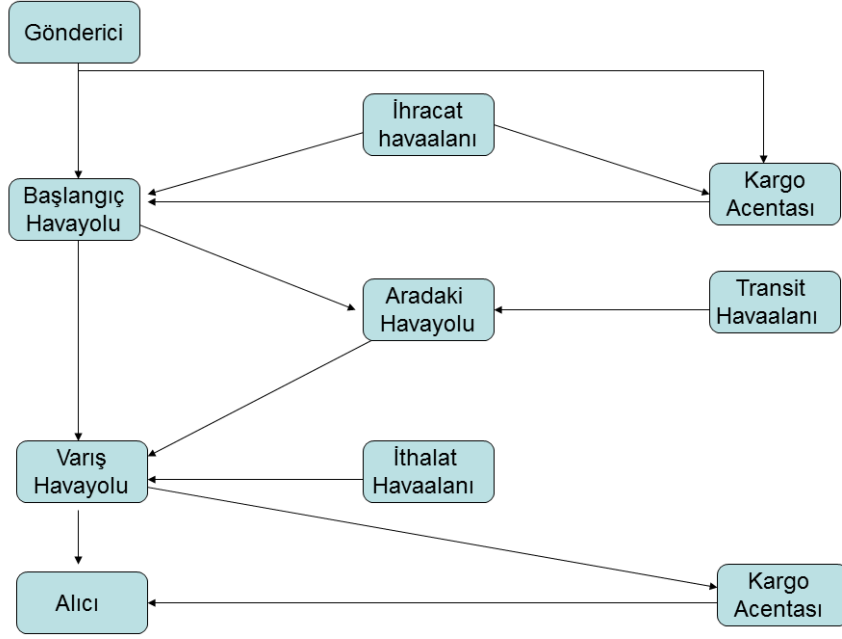 Gönderici
İhracat
havaalanı
Başlangıç
Havayolu
Kargo
Acentası
Aradaki
Havayolu
Transit
Havaalanı
Varış
Havayolu
İthalat
Havaalanı
Alıcı
Kargo
Acentası